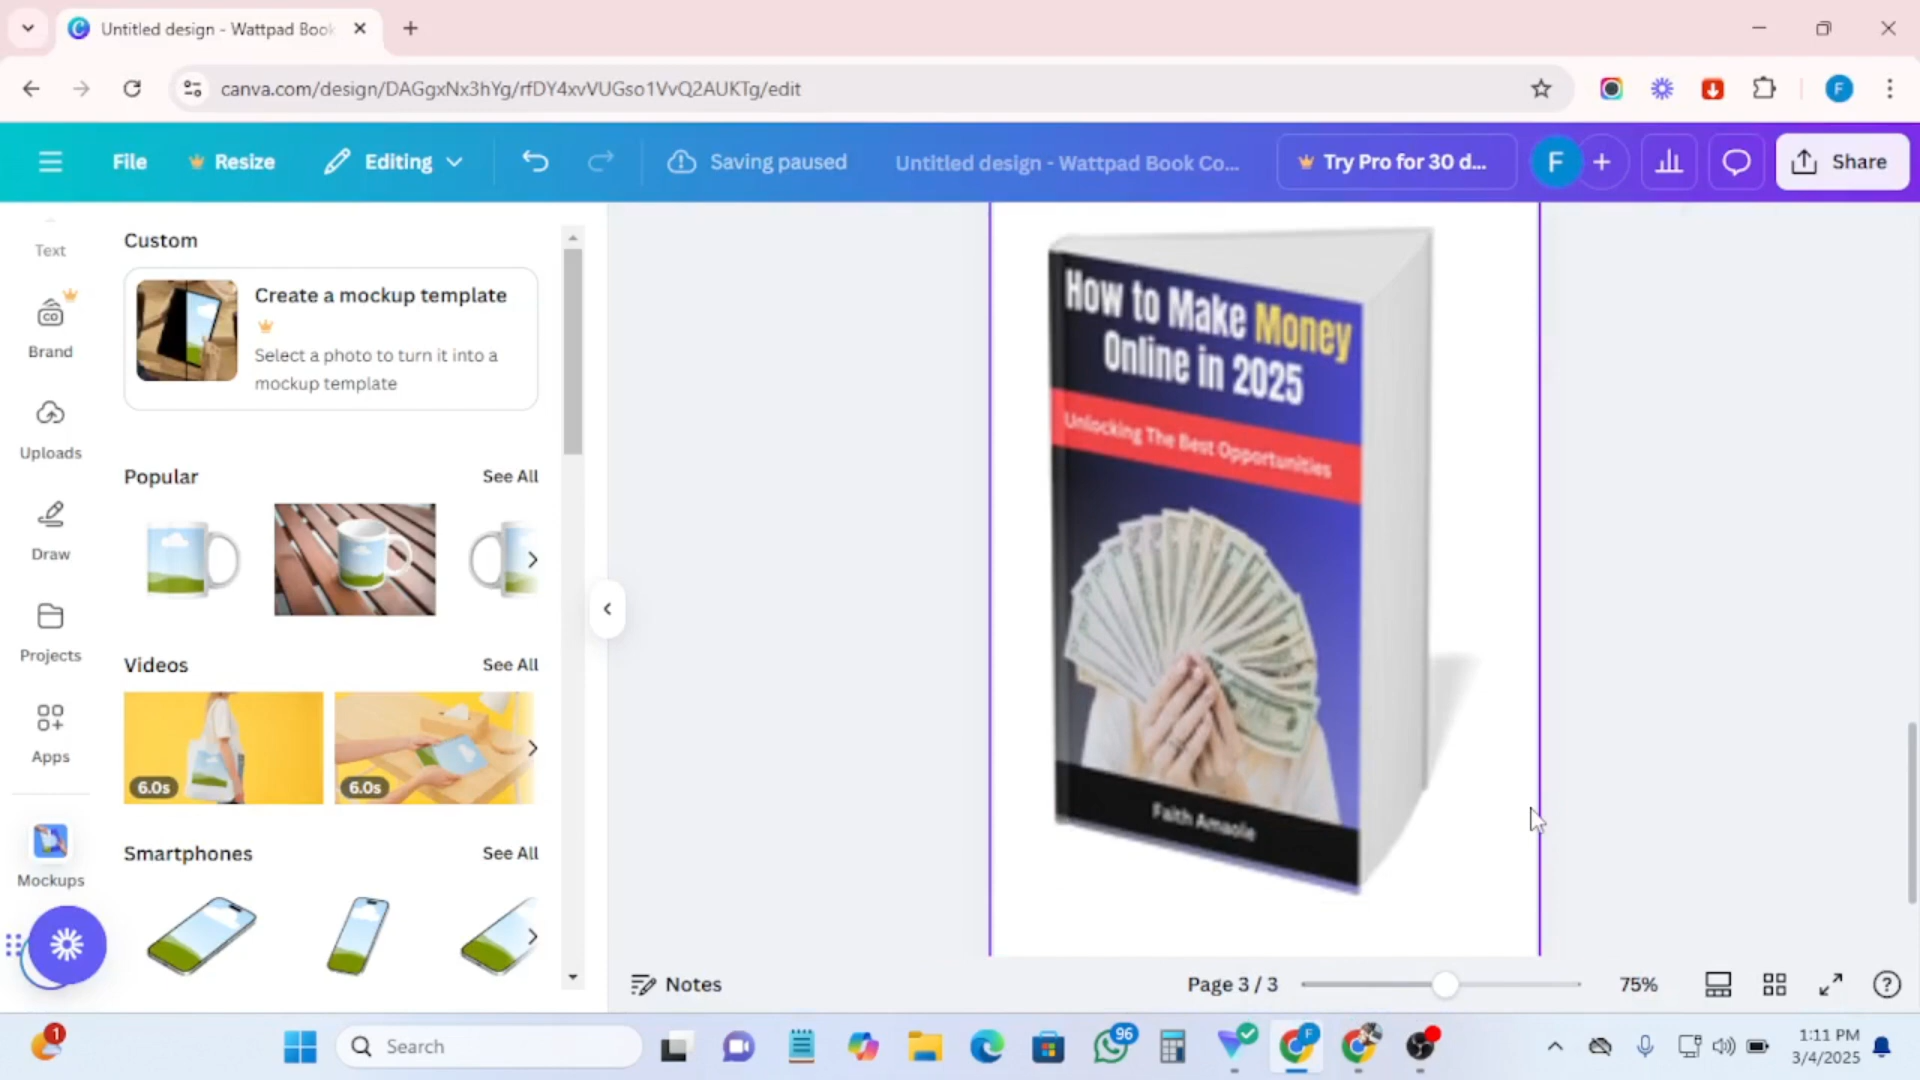 Untitled design - Wattpad Book
canva.com/design/DAGgxNx3hYg/rfDY4xvVUGso1VvQ2AUKTg/edit
F
File
Resize
Editing
Saving paused
Untitled design - Wattpad Book Co...
Try Pro for 30 d...
F
Share
Text
CO
Brand
Uploads
Draw
Projects
Apps
Mockups
Custom
Create a mockup template
Select a photo to turn it into a
mockup template
Popular
See All
Videos
See All
6.0s
6.0s
Smartphones
See All
How to Make Money
Online in 2025
Unlocking The Best Opportunities
Faith Amaole
Notes
Page 3 / 3
75%
1
Search
96
F
1:11 PM
3/4/2025